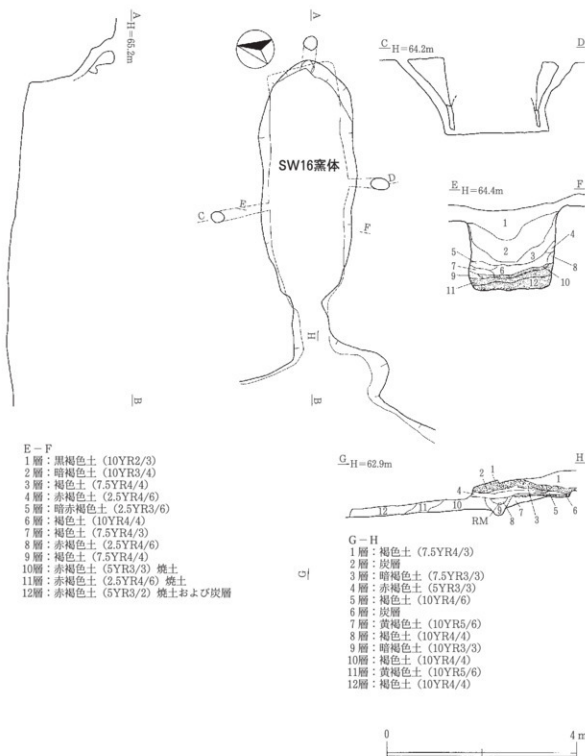 A
H=65.2m
A
C H=64.2m D
SW16窯体
D
E
C
F
E H=64.4m F
1
2
3
4
5
6
7
8
9
10
11
12
H
B
B
E－F
1層：黒褐色土（10YR2/3）
2層：暗褐色土（10YR3/4）
3層：褐色土（7.5YR4/4）
4層：赤褐色土（2.5YR4/6）
5層：暗赤褐色土（2.5YR3/6）
6層：褐色土（10YR4/4）
7層：褐色土（7.5YR4/3）
8層：赤褐色土（2.5YR4/6）
9層：褐色土（7.5YR4/4）
10層：赤褐色土（5YR3/3）焼土
11層：赤褐色土（2.5YR4/6）焼土
12層：赤褐色土（5YR3/2）焼土および炭層
G H=62.9m H
2 1 1
4
12 11 10 9 8 7 3 5 6
RM
G
G－H
1層：褐色土（7.5YR4/3）
2層：炭層
3層：暗褐色土（7.5YR3/3）
4層：赤褐色土（5YR3/3）
5層：褐色土（10YR4/6）
6層：炭層
7層：黄褐色土（10YR5/6）
8層：褐色土（10YR4/4）
9層：暗褐色土（10YR3/3）
10層：褐色土（10YR4/4）
11層：黄褐色土（10YR5/6）
12層：褐色土（10YR4/4）
0 4m